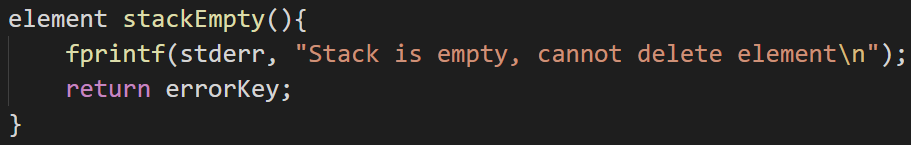 element stackEmpty(){
    fprintf(stderr, "Stack is empty, cannot delete element\n");
    return errorKey;
}